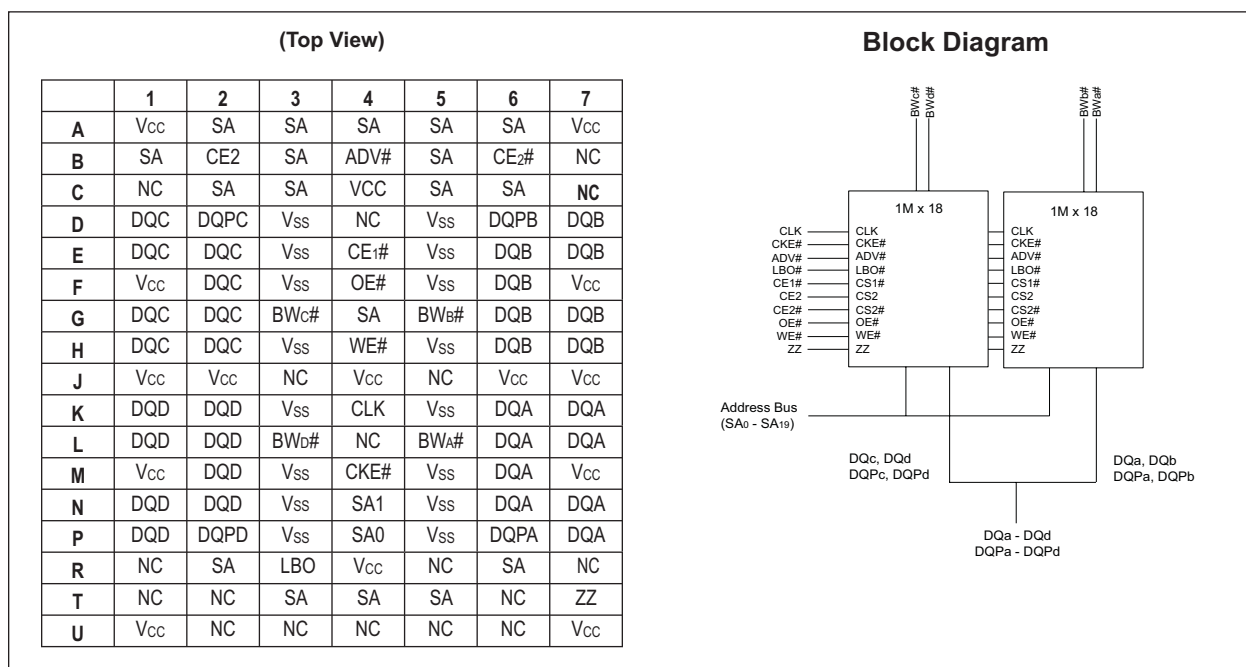 (Top View)
1 2 3 4 5 6 7
A Vcc SA SA SA SA SA Vcc
B SA CE2 SA ADV# SA CE2# NC
C NC SA SA VCC SA SA NC
D DQC DQPC Vss NC Vss DQPB DQB
E DQC DQC Vss CE1# Vss DQB DQB
F Vcc DQC Vss OE# Vss DQB Vcc
G DQC DQC BWC# SA BWB# DQB DQB
H DQC DQC Vss WE# Vss DQB DQB
J Vcc Vcc NC Vcc NC Vcc Vcc
K DQD DQD Vss CLK Vss DQA DQA
L DQD DQD BWD# NC BWA# DQA DQA
M Vcc DQD Vss CKE# Vss DQA Vcc
N DQD DQD Vss SA1 Vss DQA DQA
P DQD DQPD Vss SA0 Vss DQPA DQA
R NC SA LBO Vcc NC SA NC
T NC NC SA SA SA NC ZZ
U Vcc NC NC NC NC NC Vcc
Block Diagram
BWc#
BWd#
BWb#
BWa#
1M x 18
1M x 18
CLK CLK CLK
CKE# CKE# CKE#
ADV# ADV# ADV#
LBO# LBO# LBO#
CE1# CS1# CS1#
CE2 CS2 CS2
CE2# CS2# CS2#
OE# OE# OE#
WE# WE# WE#
ZZ ZZ ZZ
Address Bus
(SA0 - SA19)
DQc, DQd
DQPc, DQPd
DQa, DQb
DQPa, DQPb
DQa - DQd
DQPa - DQPd